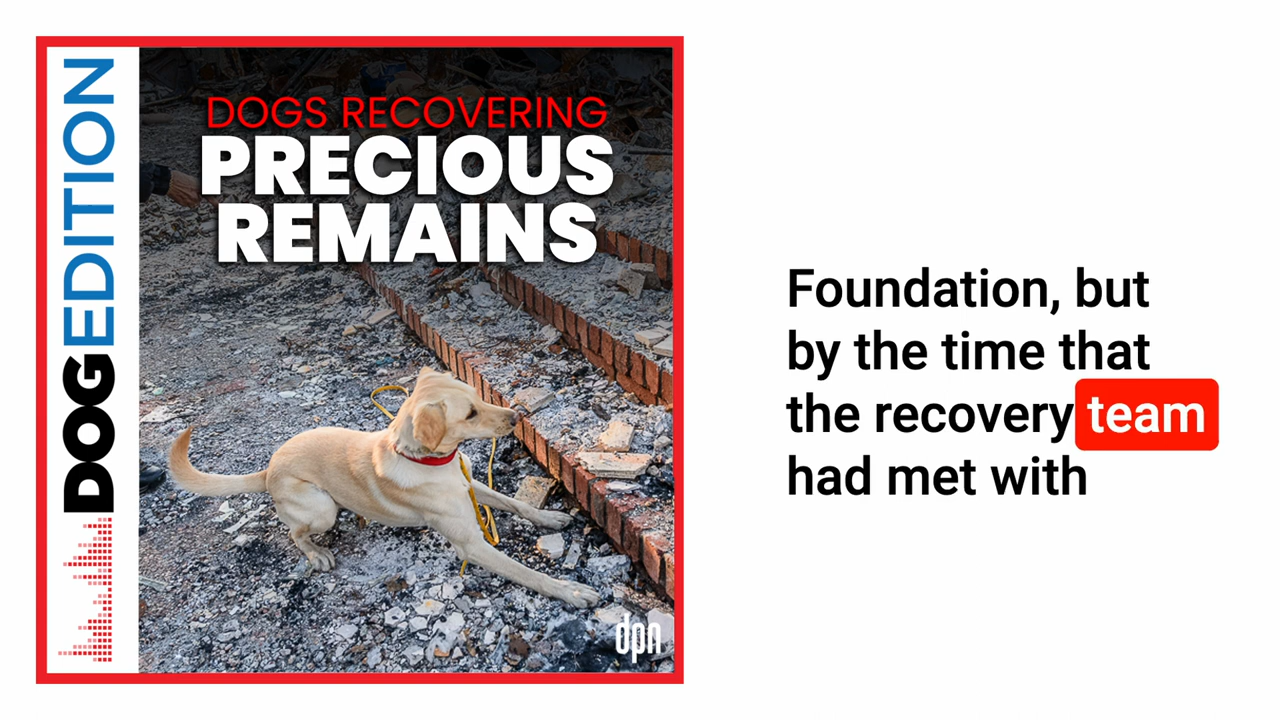 DOGEDITION
DOGS RECOVERING
PRECIOUS
REMAINS
dpn
Foundation, but
by the time that
the recovery team
had met with